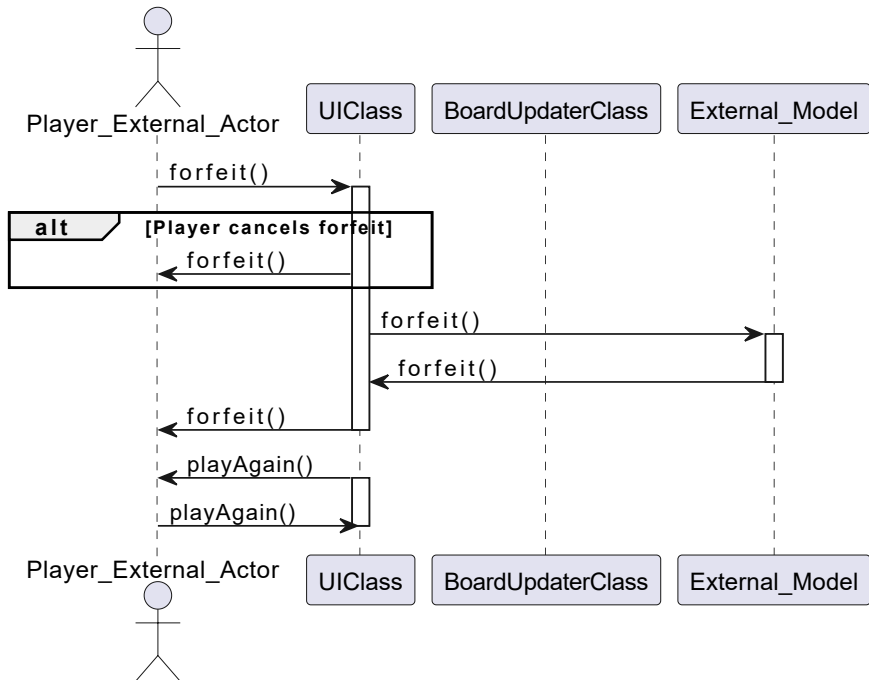 Player_External_Actor
UIClass
BoardUpdaterClass
External_Model
forfeit()
alt
[Player cancels forfeit]
forfeit()
forfeit()
forfeit()
forfeit()
playAgain()
playAgain()
Player_External_Actor
UIClass
BoardUpdaterClass
External_Model